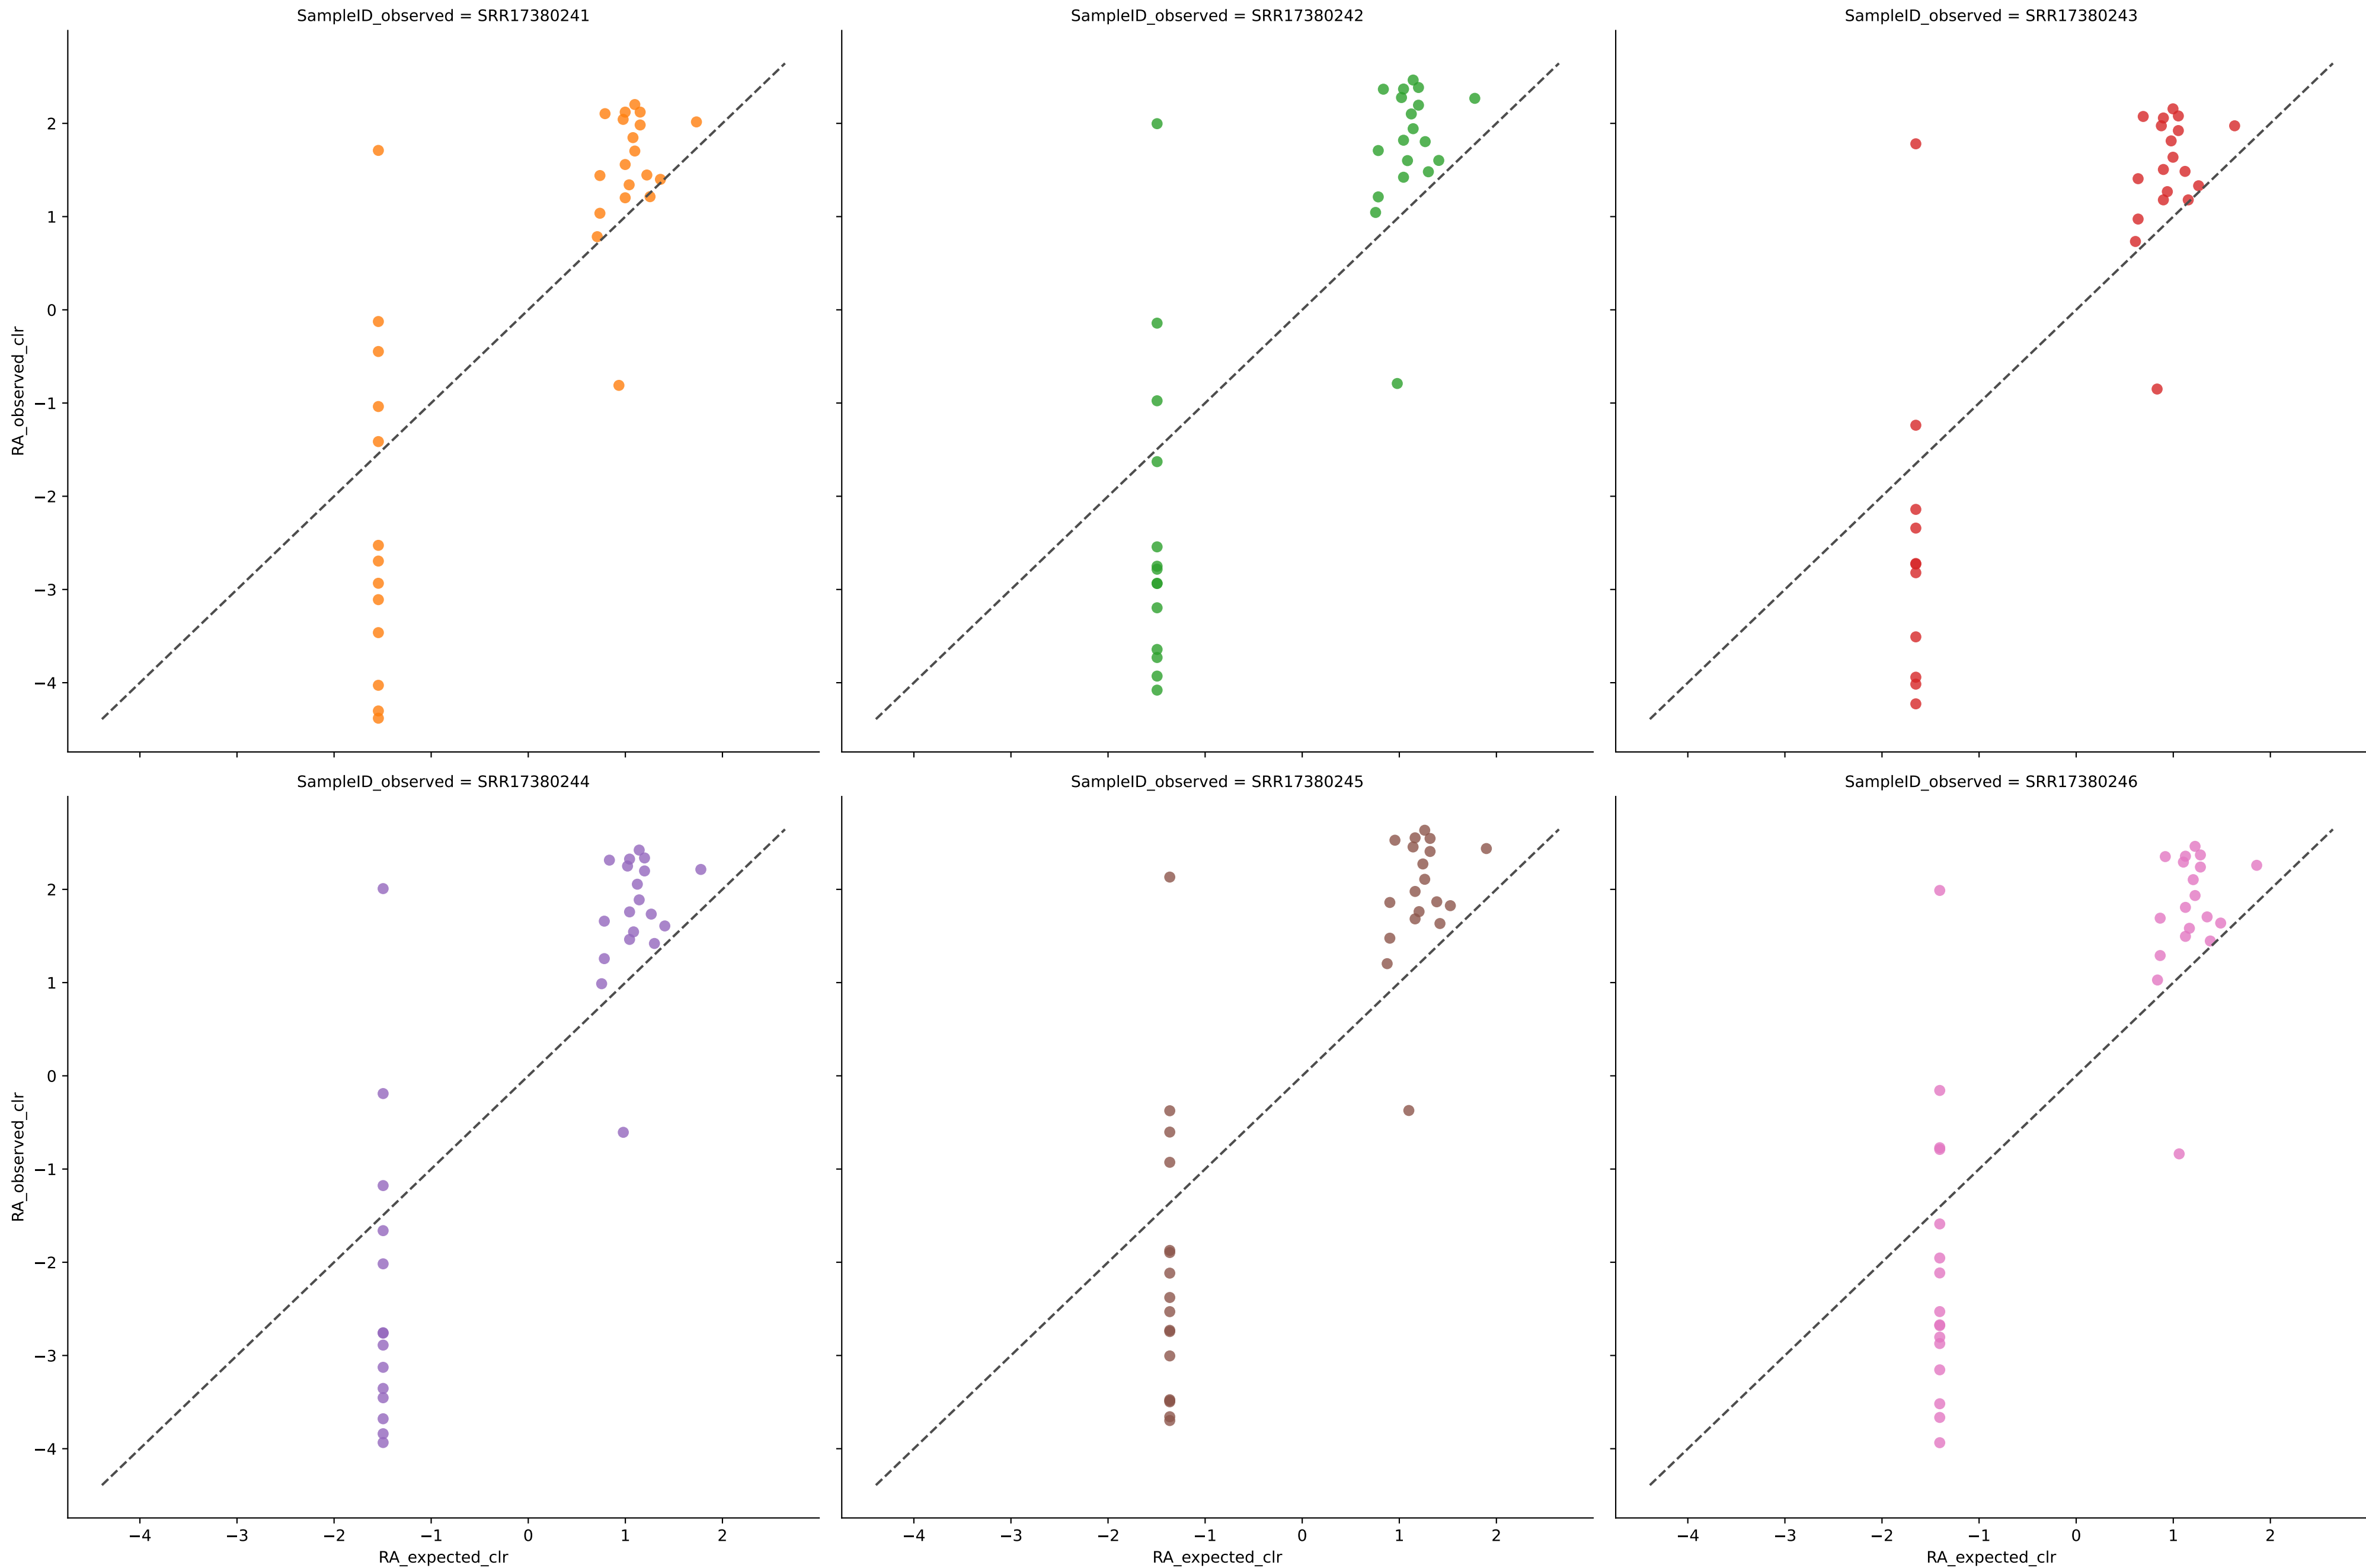 SampleID_observed = SRR17380241
SampleID_observed = SRR17380242
SampleID_observed = SRR17380243
RA_observed_clr
2
1
0
−1
−2
−3
−4
SampleID_observed = SRR17380244
SampleID_observed = SRR17380245
SampleID_observed = SRR17380246
RA_observed_clr
2
1
0
−1
−2
−3
−4
−4 −3 −2 −1 0 1 2
−4 −3 −2 −1 0 1 2
−4 −3 −2 −1 0 1 2
RA_expected_clr
RA_expected_clr
RA_expected_clr